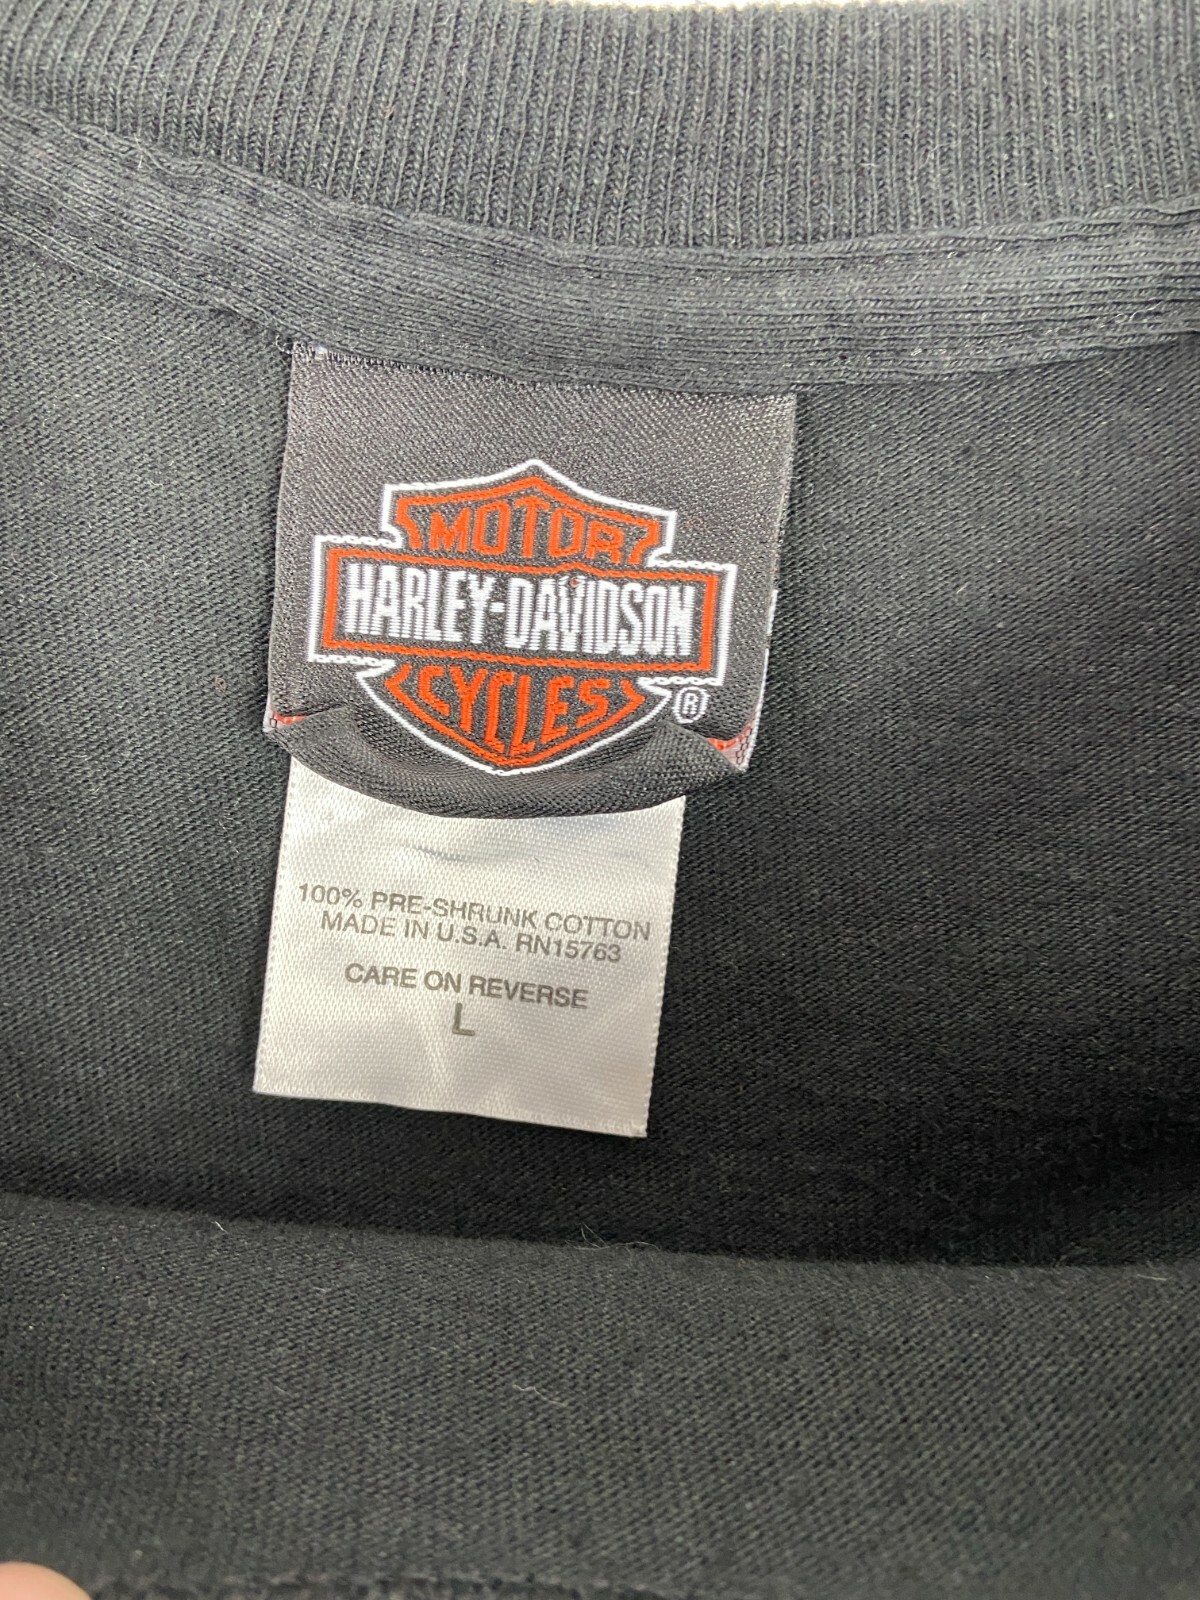 MOTOR
HARLEY-DAVIDSON
CYCLES
®
100% PRE-SHRUNK COTTON
MADE IN U.S.A. RN15763
CARE ON REVERSE
L